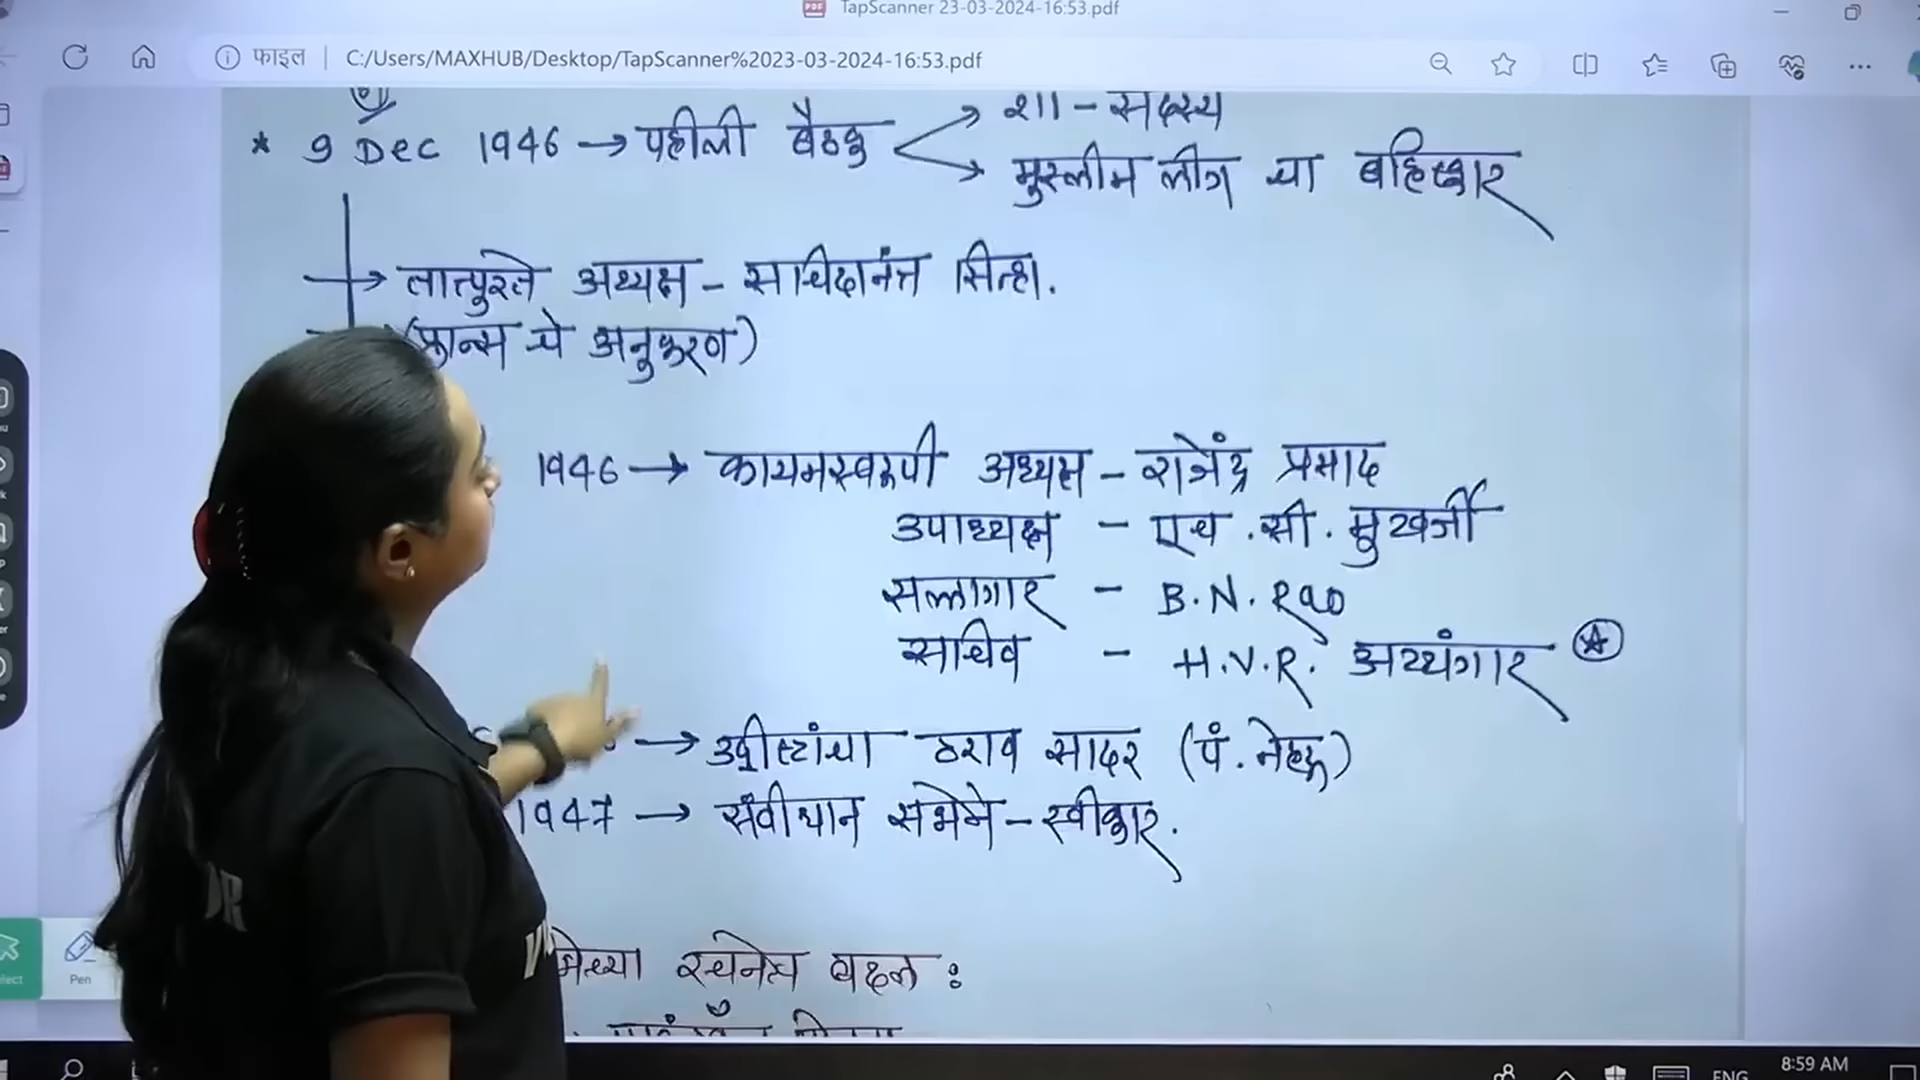 TapScanner 23-03-2024-16:53.pdf
फाइल | C:/Users/MAXHUB/Desktop/TapScanner%2023-03-2024-16:53.pdf
→ २११ - सदस्य
* 9 Dec 1946 → पहीली बैठक
→ मुस्लीम लीग चा बहिष्कार
→ तात्पुरते अध्यक्ष - सचिदानंत सिन्हा.
(फ्रान्स चे अनुकरण)
1946 → कायमस्वरूपी अध्यक्ष - राजेंद्र प्रसाद
उपाध्यक्ष - एच.सी. मुखर्जी
सल्लागार - B.N. Rao
सचिव - H.V.R. अय्यंगार
→ उद्दीष्टांचा ठराव सादर (पं. नेहरू)
1947 → संवीधान सभेमे - स्वीकार.
रचनेत बदल :
Pen
8:59 AM
ENG